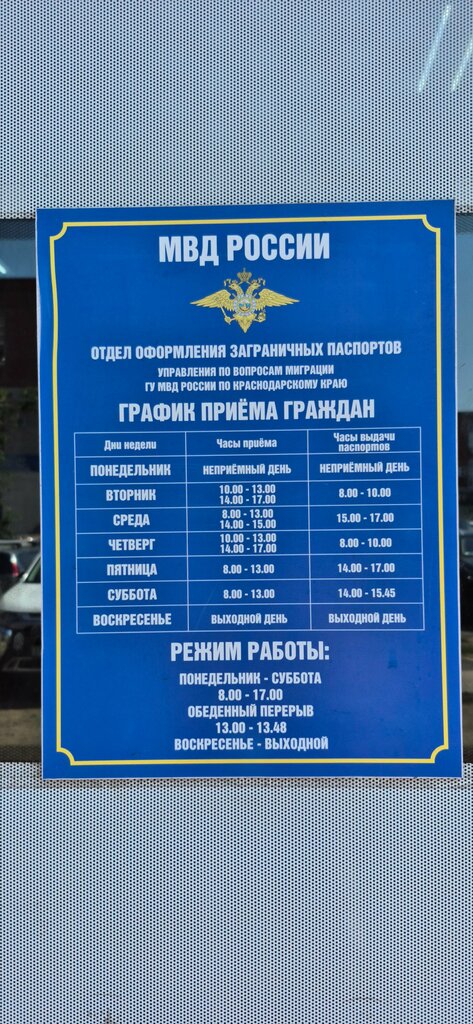 МВД РОССИИ
ОТДЕЛ ОФОРМЛЕНИЯ ЗАГРАНИЧНЫХ ПАСПОРТОВ
УПРАВЛЕНИЯ ПО ВОПРОСАМ МИГРАЦИИ
ГУ МВД РОССИИ ПО КРАСНОДАРСКОМУ КРАЮ
ГРАФИК ПРИЁМА ГРАЖДАН
Дни недели Часы приёма Часы выдачи
паспортов
ПОНЕДЕЛЬНИК НЕПРИЁМНЫЙ ДЕНЬ НЕПРИЁМНЫЙ ДЕНЬ
ВТОРНИК 10.00 - 13.00 8.00 - 10.00
14.00 - 17.00
СРЕДА 8.00 - 13.00 15.00 - 17.00
14.00 - 15.00
ЧЕТВЕРГ 10.00 - 13.00 8.00 - 10.00
14.00 - 17.00
ПЯТНИЦА 8.00 - 13.00 14.00 - 17.00
СУББОТА 8.00 - 13.00 14.00 - 15.45
ВОСКРЕСЕНЬЕ ВЫХОДНОЙ ДЕНЬ ВЫХОДНОЙ ДЕНЬ
РЕЖИМ РАБОТЫ:
ПОНЕДЕЛЬНИК - СУББОТА
8.00 - 17.00
ОБЕДЕННЫЙ ПЕРЕРЫВ
13.00 - 13.48
ВОСКРЕСЕНЬЕ - ВЫХОДНОЙ